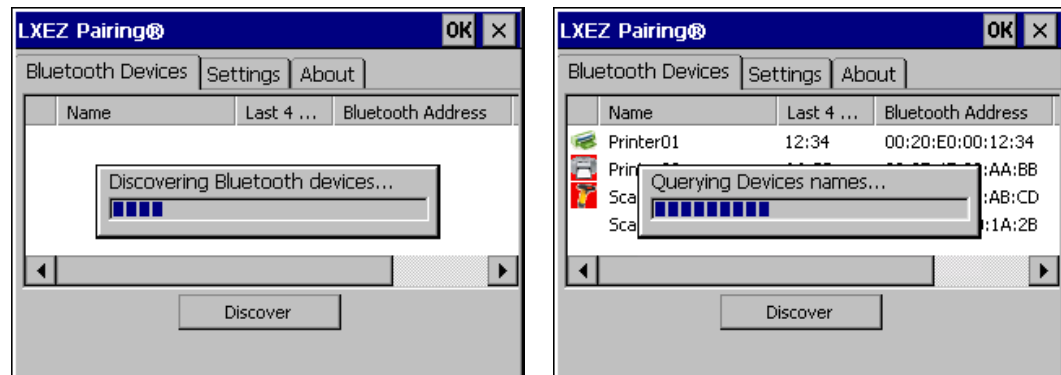 LXEZ Pairing® OK
Bluetooth Devices Settings About
Name Last 4 ... Bluetooth Address
Discovering Bluetooth devices...
Discover
LXEZ Pairing® OK
Bluetooth Devices Settings About
Name Last 4 ... Bluetooth Address
Printer01 12:34 00:20:E0:00:12:34
:AA:BB
Querying Devices names...
:AB:CD
:1A:2B
Discover